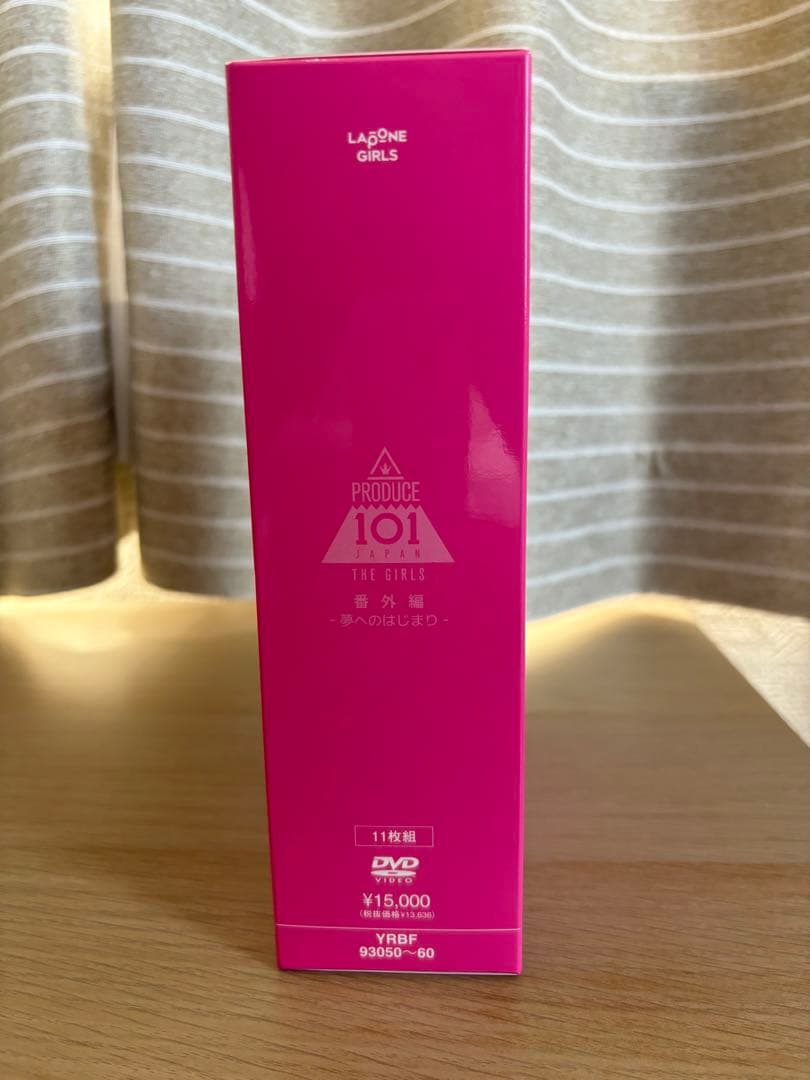 LAPONE
GIRLS
PRODUCE
101
JAPAN
THE GIRLS
番外編
- 夢へのはじまり -
11枚組
DVD
VIDEO
¥15,000
(税抜価格¥13,636)
YRBF
93050〜60